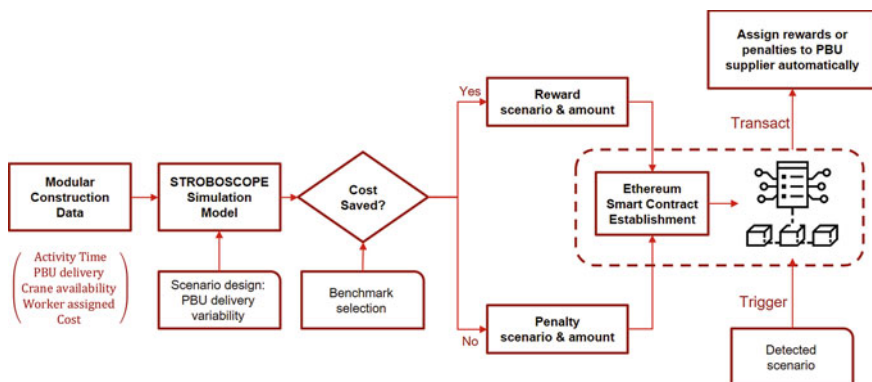 Modular
Construction
Data
Activity Time
PBU delivery
Crane availability
Worker assigned
Cost
STROBOSCOPE
Simulation
Model
Scenario design:
PBU delivery
variability
Cost
Saved?
Benchmark
selection
Yes
Reward
scenario & amount
No
Penalty
scenario & amount
Ethereum
Smart Contract
Establishment
Assign rewards or
penalties to PBU
supplier automatically
Transact
Trigger
Detected
scenario